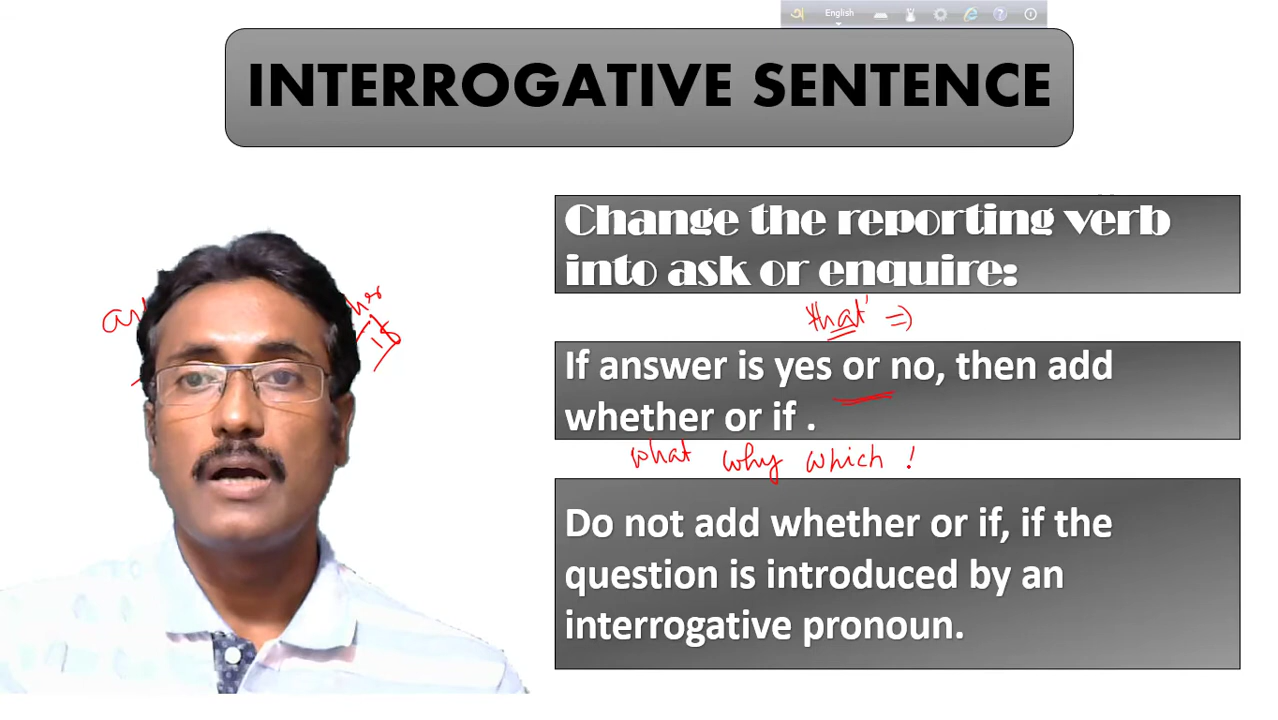 English
INTERROGATIVE SENTENCE
Change the reporting verb
into ask or enquire:
that' =>
If answer is yes or no, then add
whether or if .
what why which !
Do not add whether or if, if the
question is introduced by an
interrogative pronoun.
if